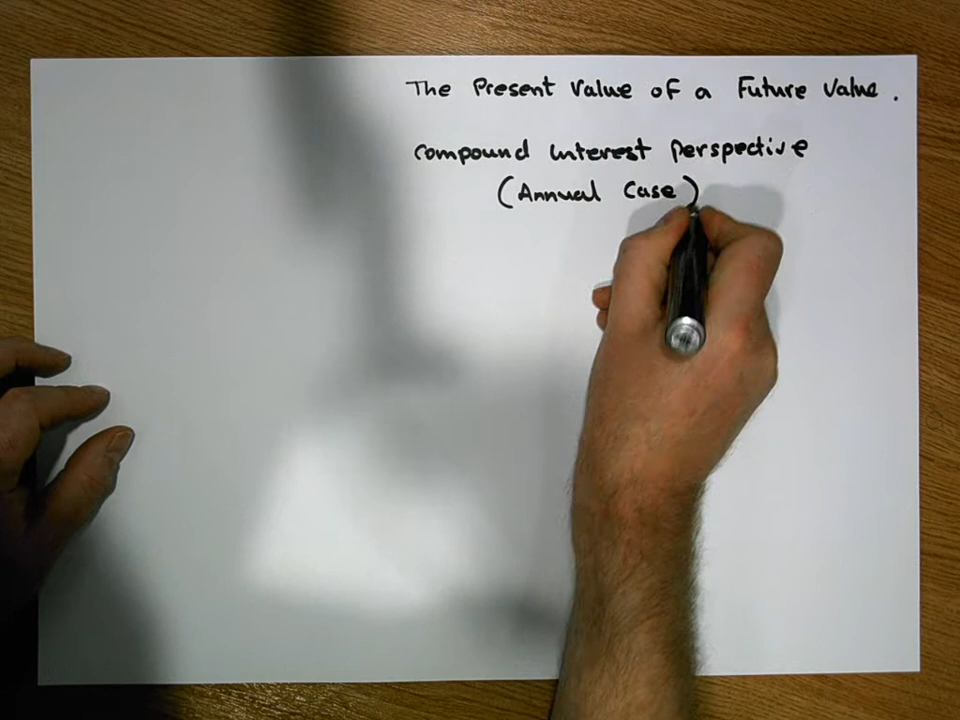 The Present Value of a Future Value.
Compound Interest Perspective
(Annual Case)